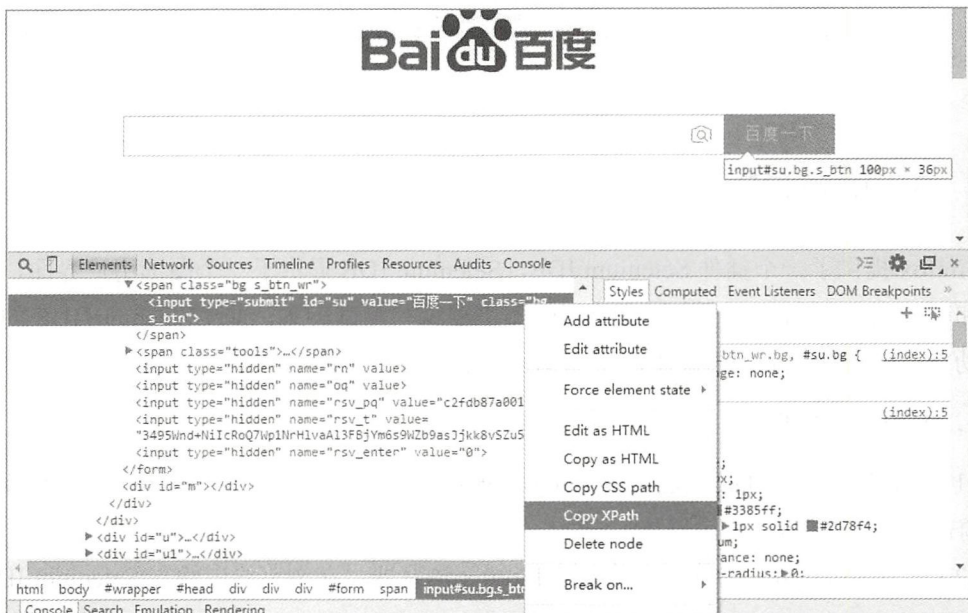 Bai du 百度
百度一下
input#su.bg.s_btn 100px × 36px
Elements Network Sources Timeline Profiles Resources Audits Console
▼<span class="bg s_btn_wr">
<input type="submit" id="su" value="百度一下" class="bg
s_btn">
</span>
▶<span class="tools">…</span>
<input type="hidden" name="rn" value>
<input type="hidden" name="oq" value>
<input type="hidden" name="rsv_pq" value="c2fdb87a001
<input type="hidden" name="rsv_t" value=
"3495Wnd+NiIcRoQ7Wp1NrHlvaAl3FBjYm6s9WZb9asJjkk8vSZu5
<input type="hidden" name="rsv_enter" value="0">
</form>
<div id="m"></div>
</div>
</div>
▶<div id="u">…</div>
▶<div id="u1">…</div>
html body #wrapper #head div div #form span input#su.bg.s_bt
Console Search Emulation Rendering
Add attribute
Edit attribute
Force element state
Edit as HTML
Copy as HTML
Copy CSS path
Copy XPath
Delete node
Break on...
Styles Computed Event Listeners DOM Breakpoints »
btn_wr.bg, #su.bg { (index):5
ge: none;
(index):5
;
px;
: 1px;
#3385ff;
▶1px solid #2d78f4;
um;
ance: none;
-radius:▶0;